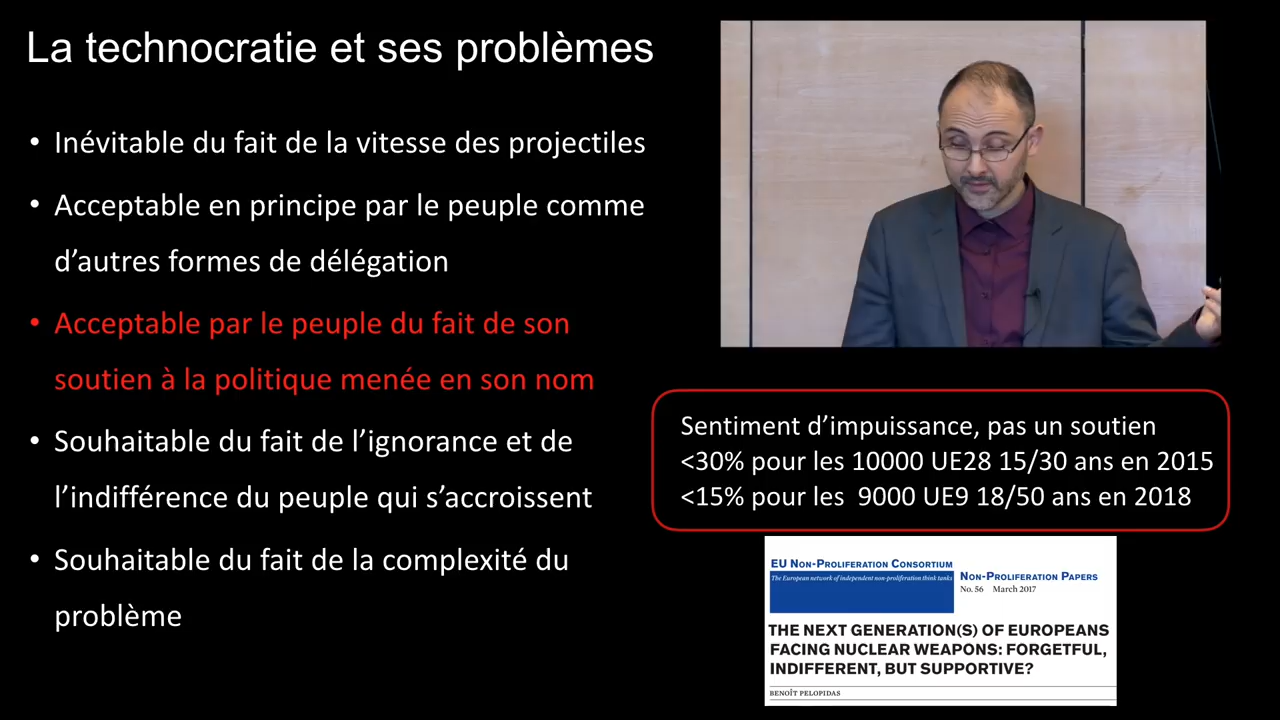 La technocratie et ses problèmes
• Inévitable du fait de la vitesse des projectiles
• Acceptable en principe par le peuple comme
d’autres formes de délégation
• Acceptable par le peuple du fait de son
soutien à la politique menée en son nom
• Souhaitable du fait de l’ignorance et de
l’indifférence du peuple qui s’accroissent
• Souhaitable du fait de la complexité du
problème
Sentiment d’impuissance, pas un soutien
<30% pour les 10000 UE28 15/30 ans en 2015
<15% pour les  9000 UE9 18/50 ans en 2018
EU Non-Proliferation Consortium
The European network of independent non-proliferation think tanks
Non-Proliferation Papers
No. 56 March 2017
THE NEXT GENERATION(S) OF EUROPEANS
FACING NUCLEAR WEAPONS: FORGETFUL,
INDIFFERENT, BUT SUPPORTIVE?
BENOÎT PELOPIDAS